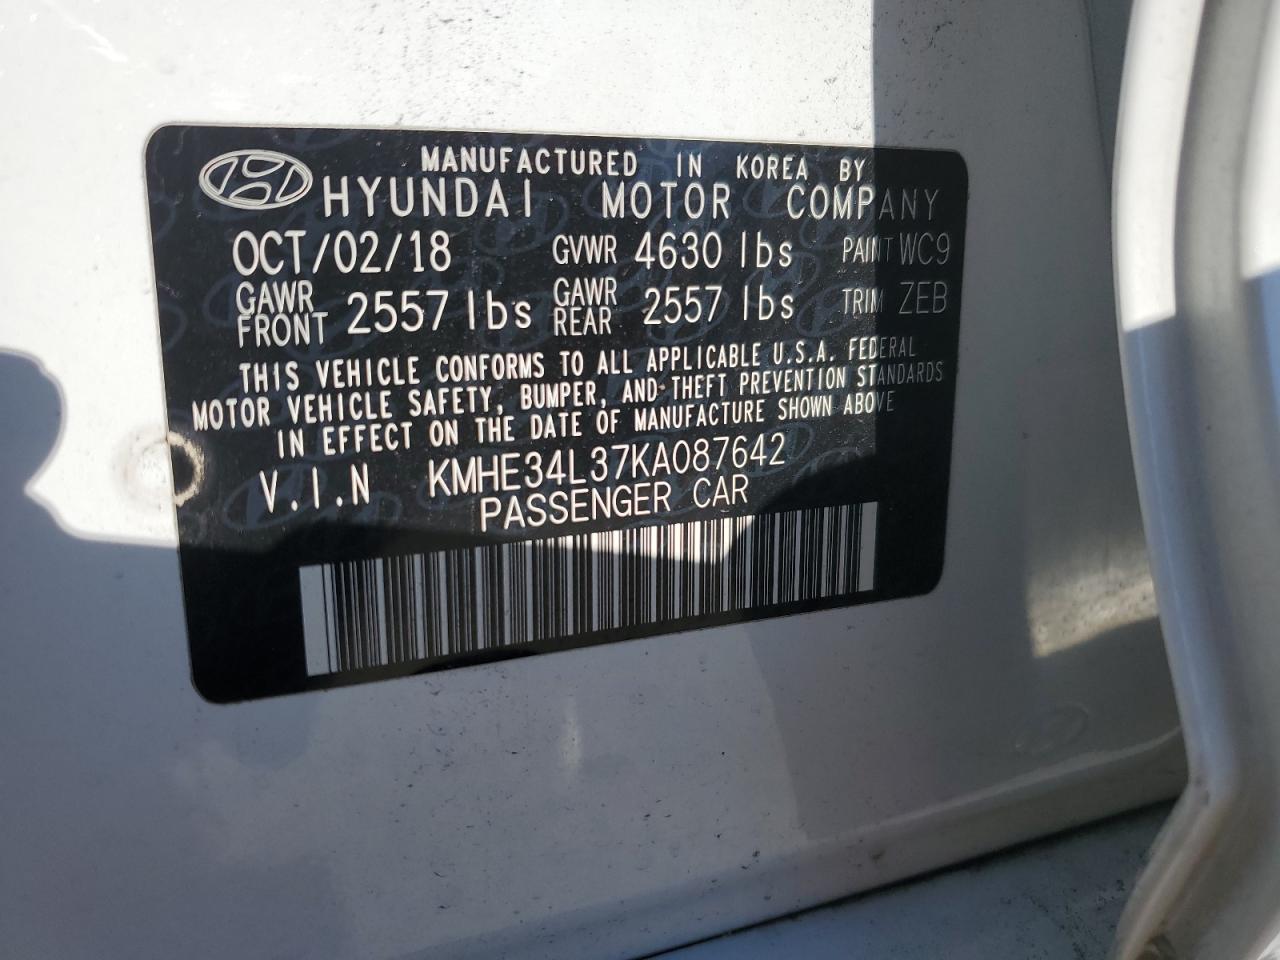 MANUFACTURED IN KOREA BY
HYUNDAI MOTOR COMPANY
OCT/02/18 GVWR 4630 lbs PAINT WC9
GAWR FRONT 2557 lbs GAWR REAR 2557 lbs TRIM ZEB
THIS VEHICLE CONFORMS TO ALL APPLICABLE U.S.A. FEDERAL
MOTOR VEHICLE SAFETY, BUMPER, AND THEFT PREVENTION STANDARDS
IN EFFECT ON THE DATE OF MANUFACTURE SHOWN ABOVE
V.I.N KMHE34L37KA087642
PASSENGER CAR